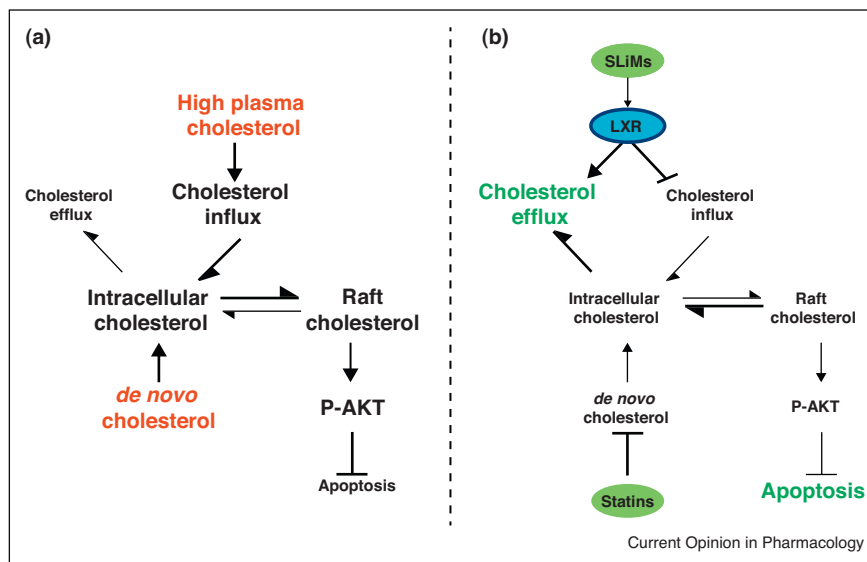 (a)
High plasma
cholesterol
Cholesterol
influx
Cholesterol
efflux
Intracellular
cholesterol
Raft
cholesterol
de novo
cholesterol
P-AKT
Apoptosis
(b)
SLiMs
LXR
Cholesterol
efflux
Cholesterol
influx
Intracellular
cholesterol
Raft
cholesterol
de novo
cholesterol
P-AKT
Statins
Apoptosis
Current Opinion in Pharmacology